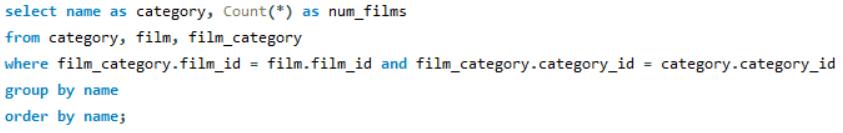 select name as category, Count(*) as num_films
from category, film, film_category
where film_category.film_id = film.film_id and film_category.category_id = category.category_id
group by name
order by name;